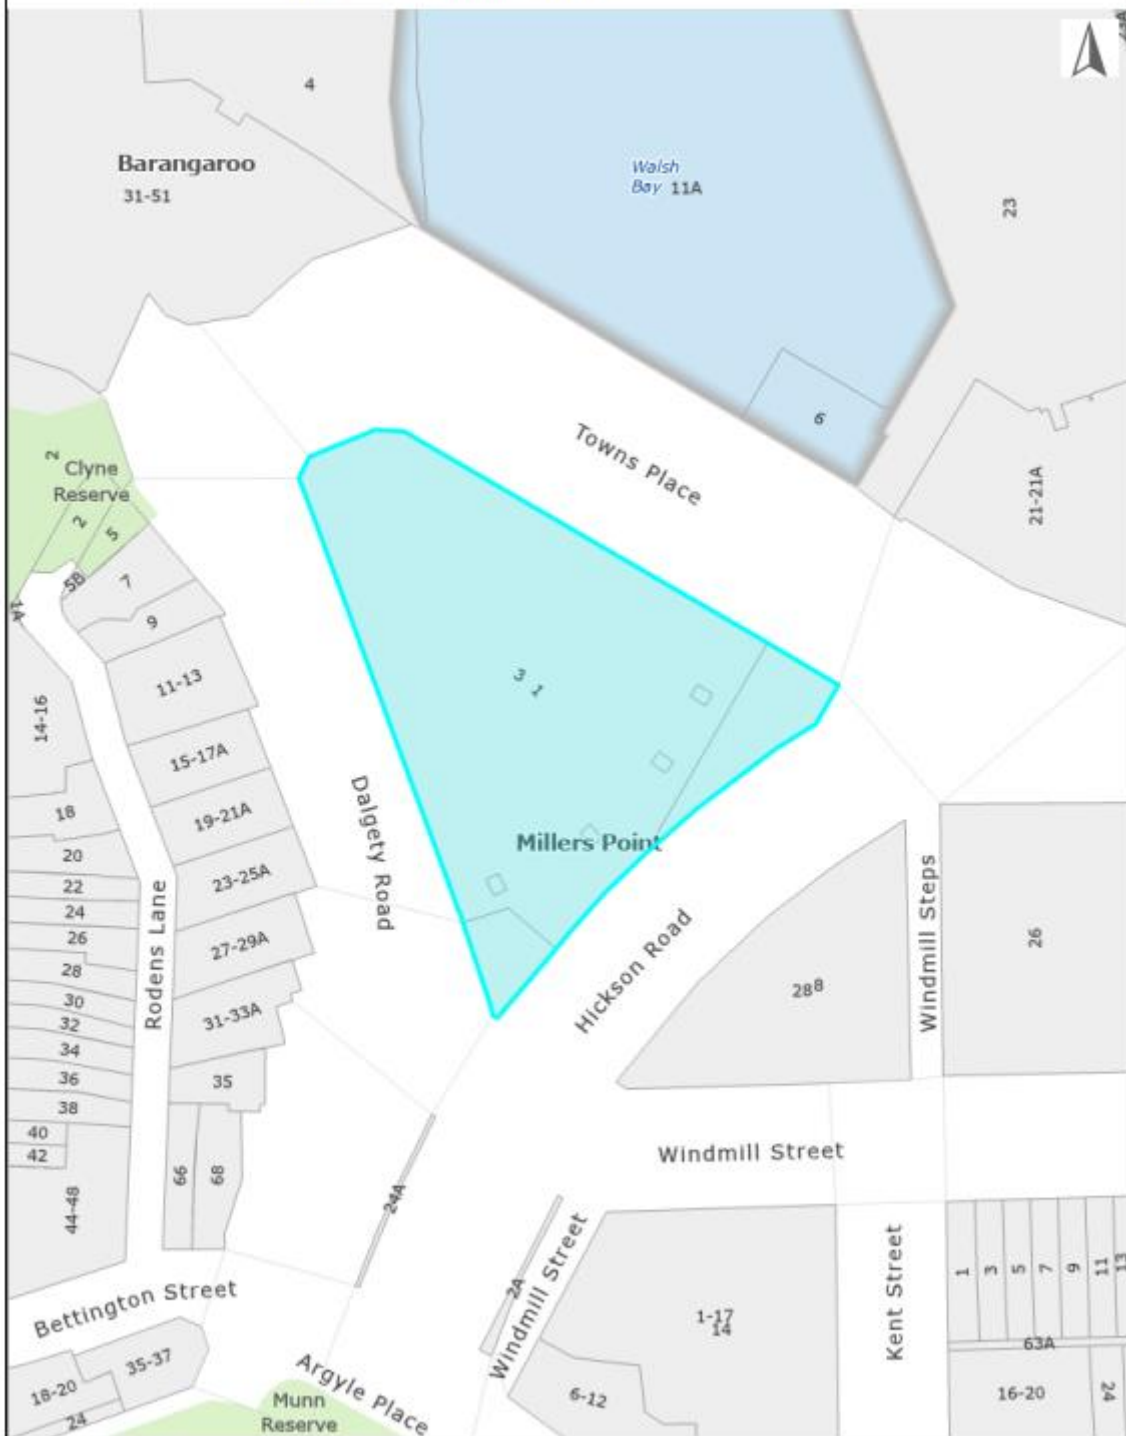 4
Barangaroo
31-51
Walsh
Bay 11A
23
6
Towns Place
21-21A
2
Clyne
Reserve
2
5
5B
7
1A
9
11-13
14-16
15-17A
18
19-21A
20
22
23-25A
24
26
27-29A
28
30
31-33A
32
34
35
36
38
40
42
44-48
66
68
Rodens Lane
Dalgety Road
3 1
Millers Point
Hickson Road
28 8
Windmill Steps
26
Windmill Street
24A
2A
Windmill Street
Kent Street
1-17
14
6-12
1
3
5
7
9
11
13
63A
16-20
24
Bettington Street
35-37
18-20
24
Argyle Place
Munn
Reserve